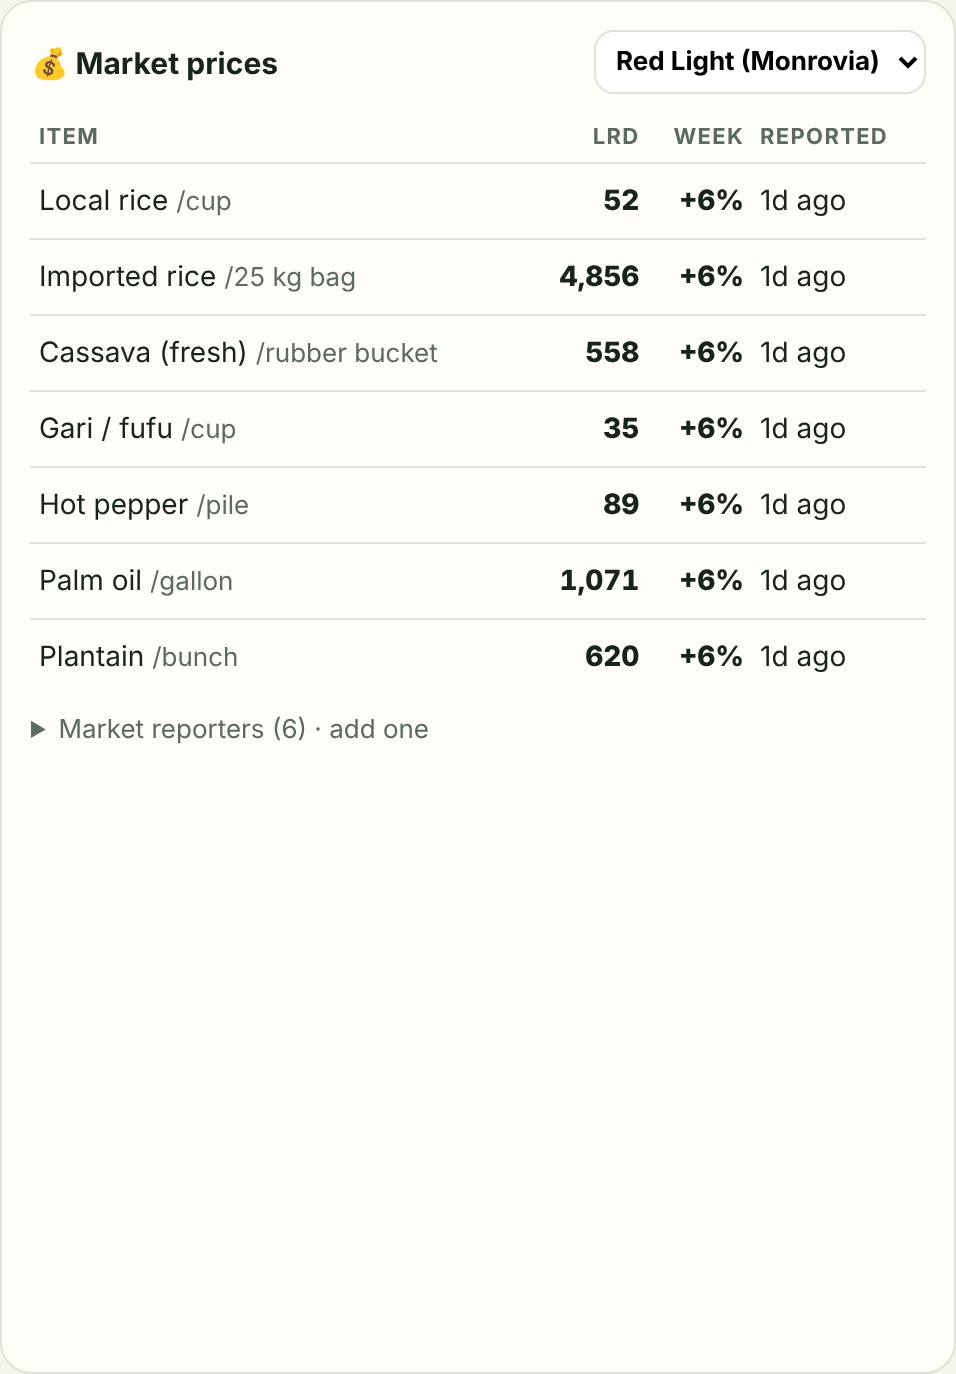 💰 Market prices
Red Light (Monrovia)
ITEM LRD WEEK REPORTED
Local rice /cup 52 +6% 1d ago
Imported rice /25 kg bag 4,856 +6% 1d ago
Cassava (fresh) /rubber bucket 558 +6% 1d ago
Gari / fufu /cup 35 +6% 1d ago
Hot pepper /pile 89 +6% 1d ago
Palm oil /gallon 1,071 +6% 1d ago
Plantain /bunch 620 +6% 1d ago
▶ Market reporters (6) · add one